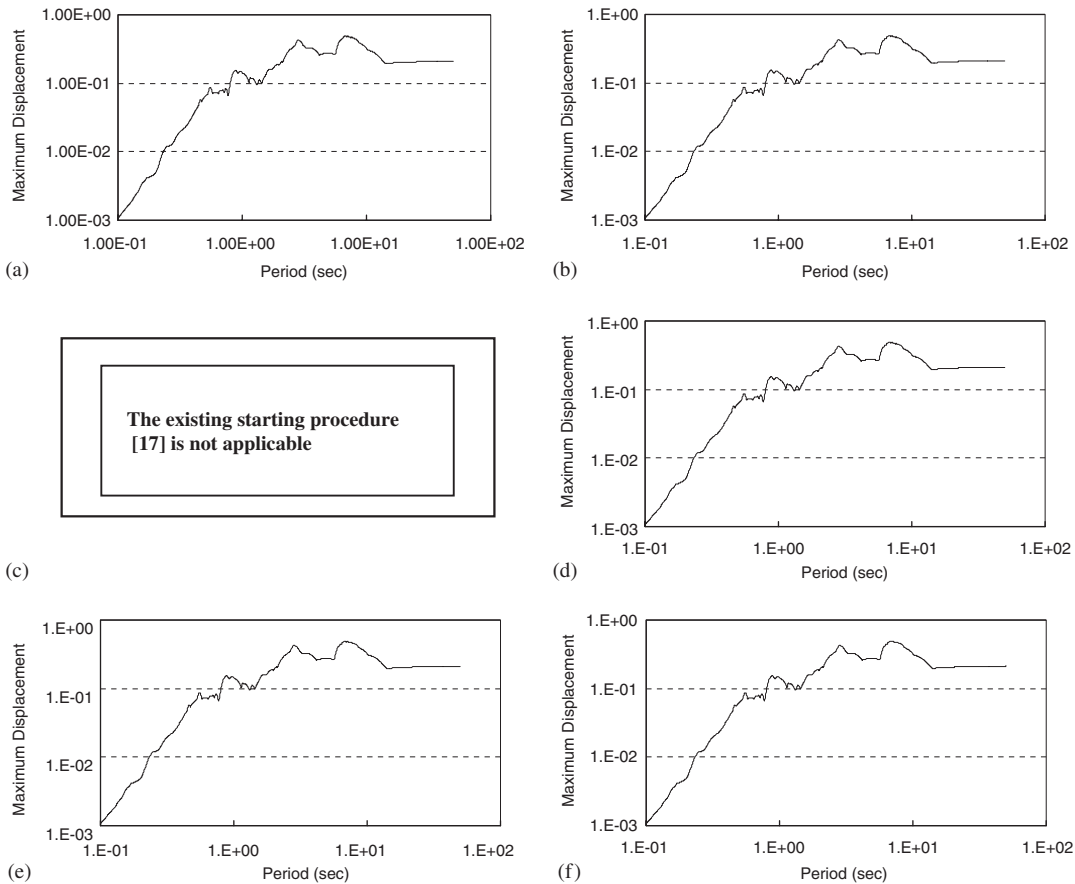 1.00E+00
1.00E-01
1.00E-02
1.00E-03
Maximum Displacement
1.00E-01 1.00E+00 1.00E+01 1.00E+02
Period (sec)
(a)
1.E+00
1.E-01
1.E-02
1.E-03
Maximum Displacement
1.E-01 1.E+00 1.E+01 1.E+02
Period (sec)
(b)
The existing starting procedure
[17] is not applicable
(c)
1.E+00
1.E-01
1.E-02
1.E-03
Maximum Displacement
1.E-01 1.E+00 1.E+01 1.E+02
Period (sec)
(d)
1.E+00
1.E-01
1.E-02
1.E-03
Maximum Displacement
1.E-01 1.E+00 1.E+01 1.E+02
Period (sec)
(e)
1.E+00
1.E-01
1.E-02
1.E-03
Maximum Displacement
1.E-01 1.E+00 1.E+01 1.E+02
Period (sec)
(f)